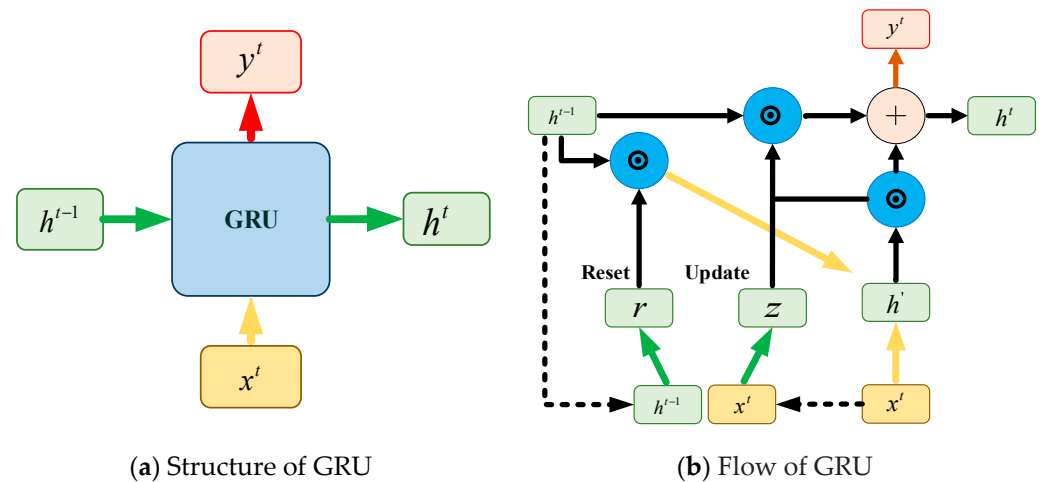 y^t
h^{t-1}
GRU
h^t
x^t
(a) Structure of GRU
y^t
h^{t-1}
⊙
+
h^t
⊙
⊙
Reset
Update
r
z
h'
h^{t-1}
x^t
x^t
(b) Flow of GRU